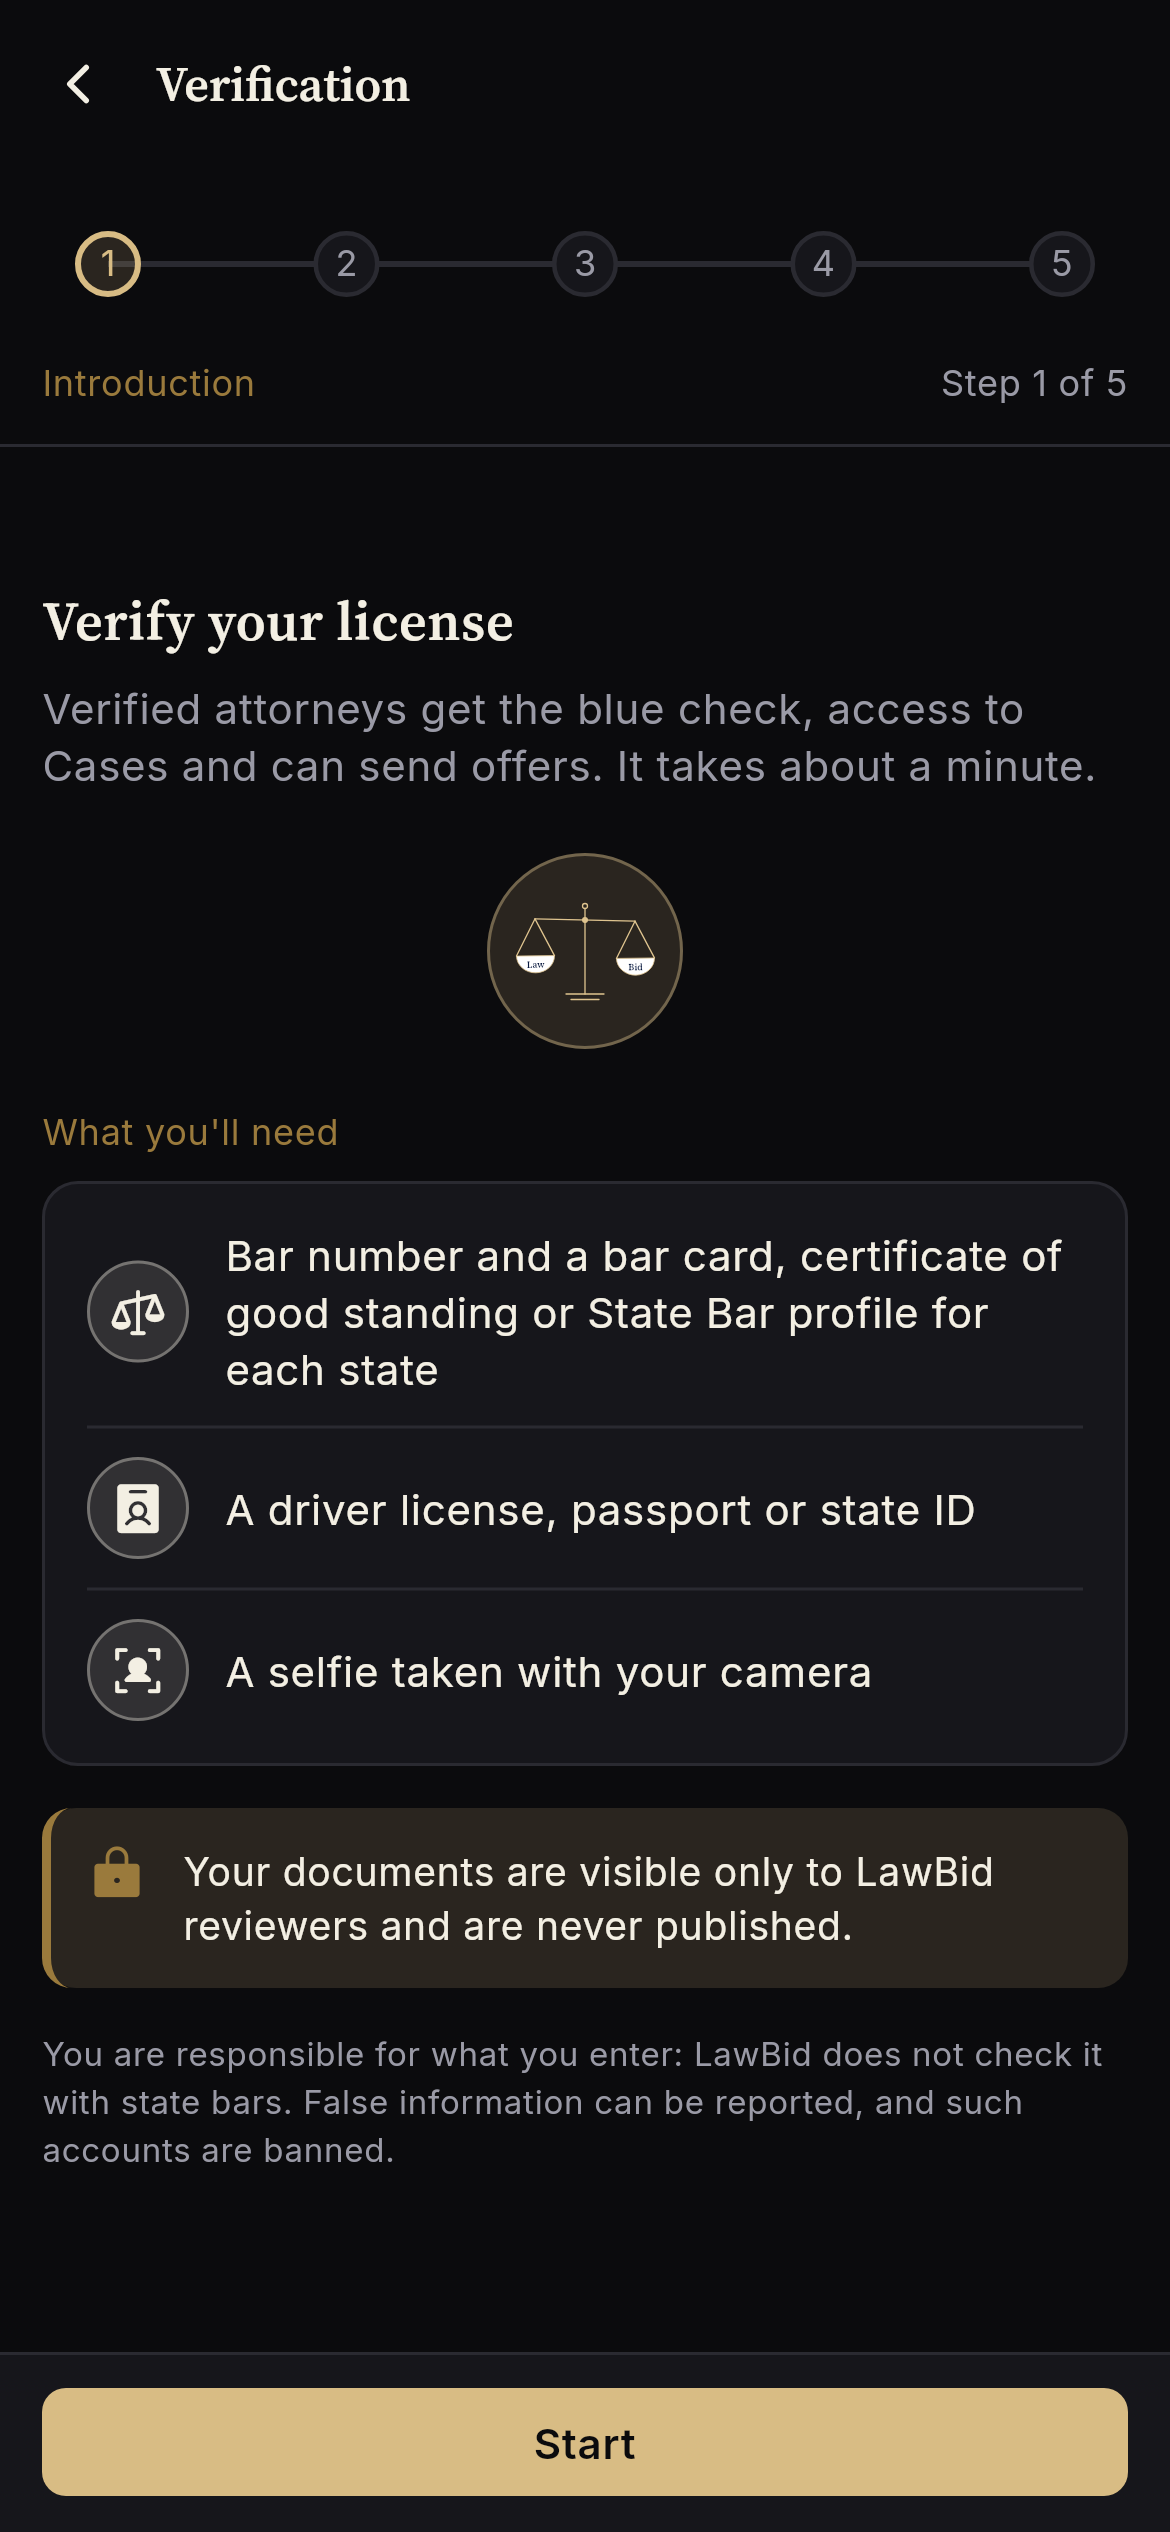 Verification
1 2 3 4 5
Introduction Step 1 of 5
Verify your license
Verified attorneys get the blue check, access to
Cases and can send offers. It takes about a minute.
Law Bid
What you'll need
Bar number and a bar card, certificate of
good standing or State Bar profile for
each state
A driver license, passport or state ID
A selfie taken with your camera
Your documents are visible only to LawBid
reviewers and are never published.
You are responsible for what you enter: LawBid does not check it
with state bars. False information can be reported, and such
accounts are banned.
Start